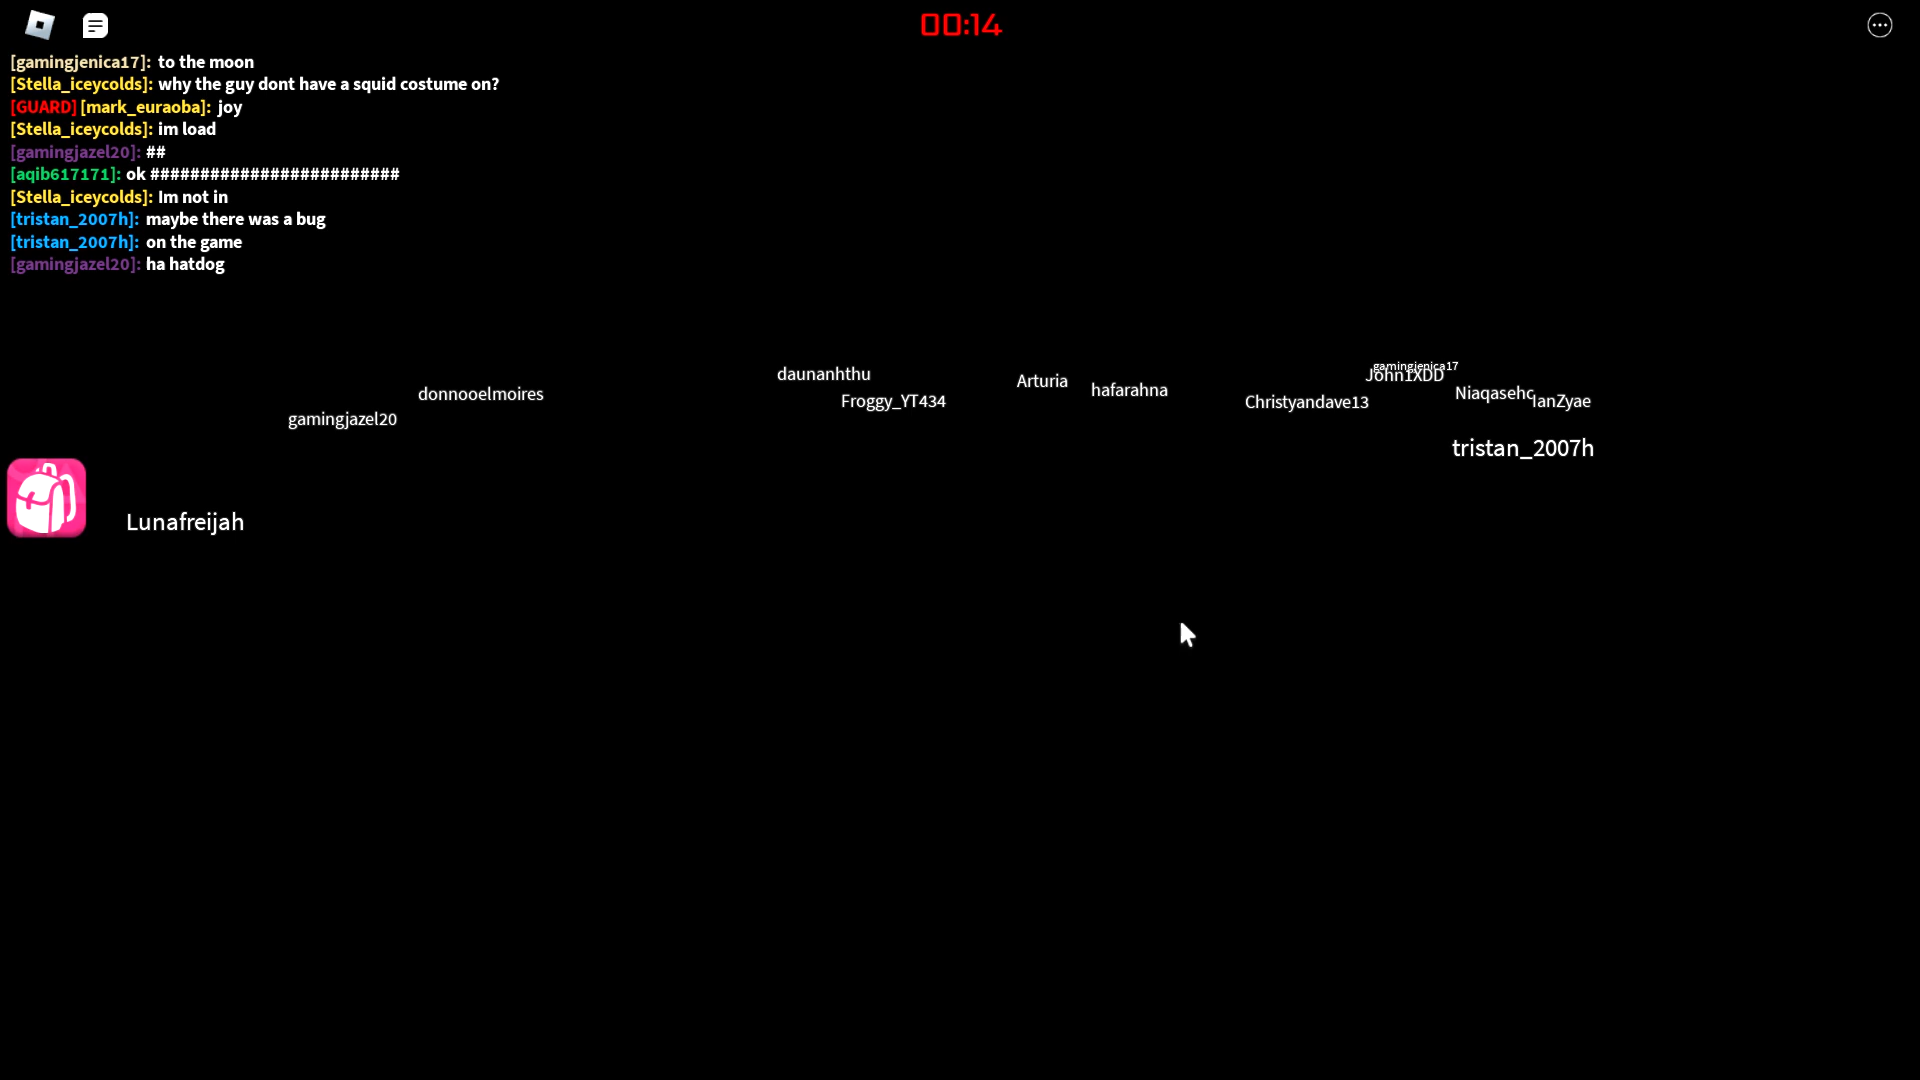 00:14
[gamingjenica17]: to the moon
[Stella_iceycolds]: why the guy dont have a squid costume on?
[GUARD] [mark_euraoba]: joy
[Stella_iceycolds]: im load
[gamingjazel20]: ##
[aqib617171]: ok #########################
[Stella_iceycolds]: Im not in
[tristan_2007h]: maybe there was a bug
[tristan_2007h]: on the game
[gamingjazel20]: ha hatdog
gamingjenica17
daunanhthu
Arturia
John1XDD
donnooelmoires
hafarahna
Niaqasehc
Froggy_YT434
Christyandave13
IanZyae
gamingjazel20
tristan_2007h
Lunafreijah